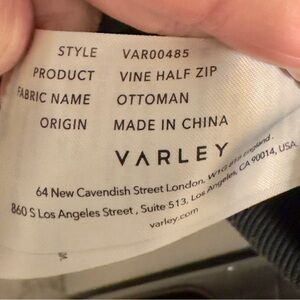 STYLE VAR00485
PRODUCT VINE HALF ZIP
FABRIC NAME OTTOMAN
ORIGIN MADE IN CHINA
VARLEY
64 New Cavendish Street London, W1G 8TB England.
860 S Los Angeles Street, Suite 513, Los Angeles, CA 90014, USA
varley.com